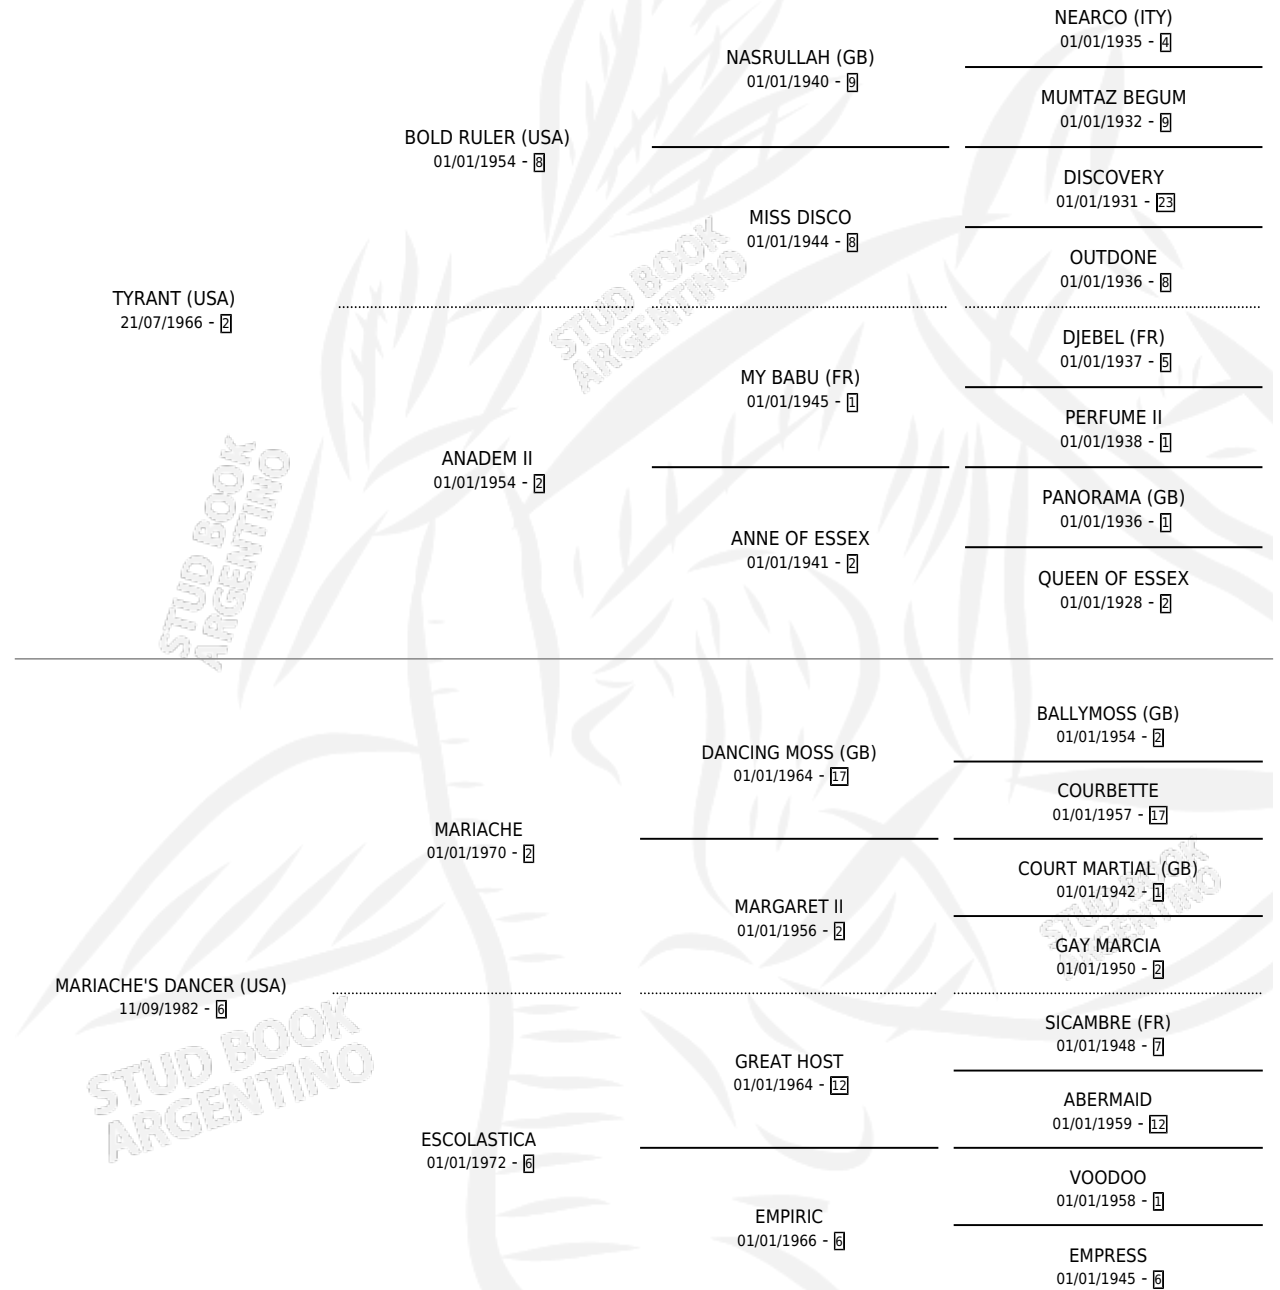 NEARCO (ITY)
01/01/1935 - 4
NASRULLAH (GB)
01/01/1940 - 9
MUMTAZ BEGUM
01/01/1932 - 9
BOLD RULER (USA)
01/01/1954 - 8
DISCOVERY
01/01/1931 - 23
MISS DISCO
01/01/1944 - 8
OUTDONE
01/01/1936 - 8
TYRANT (USA)
21/07/1966 - 2
DJEBEL (FR)
01/01/1937 - 5
MY BABU (FR)
01/01/1945 - 1
PERFUME II
01/01/1938 - 1
ANADEM II
01/01/1954 - 2
PANORAMA (GB)
01/01/1936 - 1
ANNE OF ESSEX
01/01/1941 - 2
QUEEN OF ESSEX
01/01/1928 - 2
BALLYMOSS (GB)
01/01/1954 - 2
DANCING MOSS (GB)
01/01/1964 - 17
COURBETTE
01/01/1957 - 17
MARIACHE
01/01/1970 - 2
COURT MARTIAL (GB)
01/01/1942 - 1
MARGARET II
01/01/1956 - 2
GAY MARCIA
01/01/1950 - 2
MARIACHE'S DANCER (USA)
11/09/1982 - 6
SICAMBRE (FR)
01/01/1948 - 7
GREAT HOST
01/01/1964 - 12
ABERMAID
01/01/1959 - 12
ESCOLASTICA
01/01/1972 - 6
VOODOO
01/01/1958 - 1
EMPIRIC
01/01/1966 - 6
EMPRESS
01/01/1945 - 6
STUD BOOK
ARGENTINO
STUD BOOK
ARGENTINO
STUD BOOK
ARGENTINO
STUD BOOK
ARGENTINO